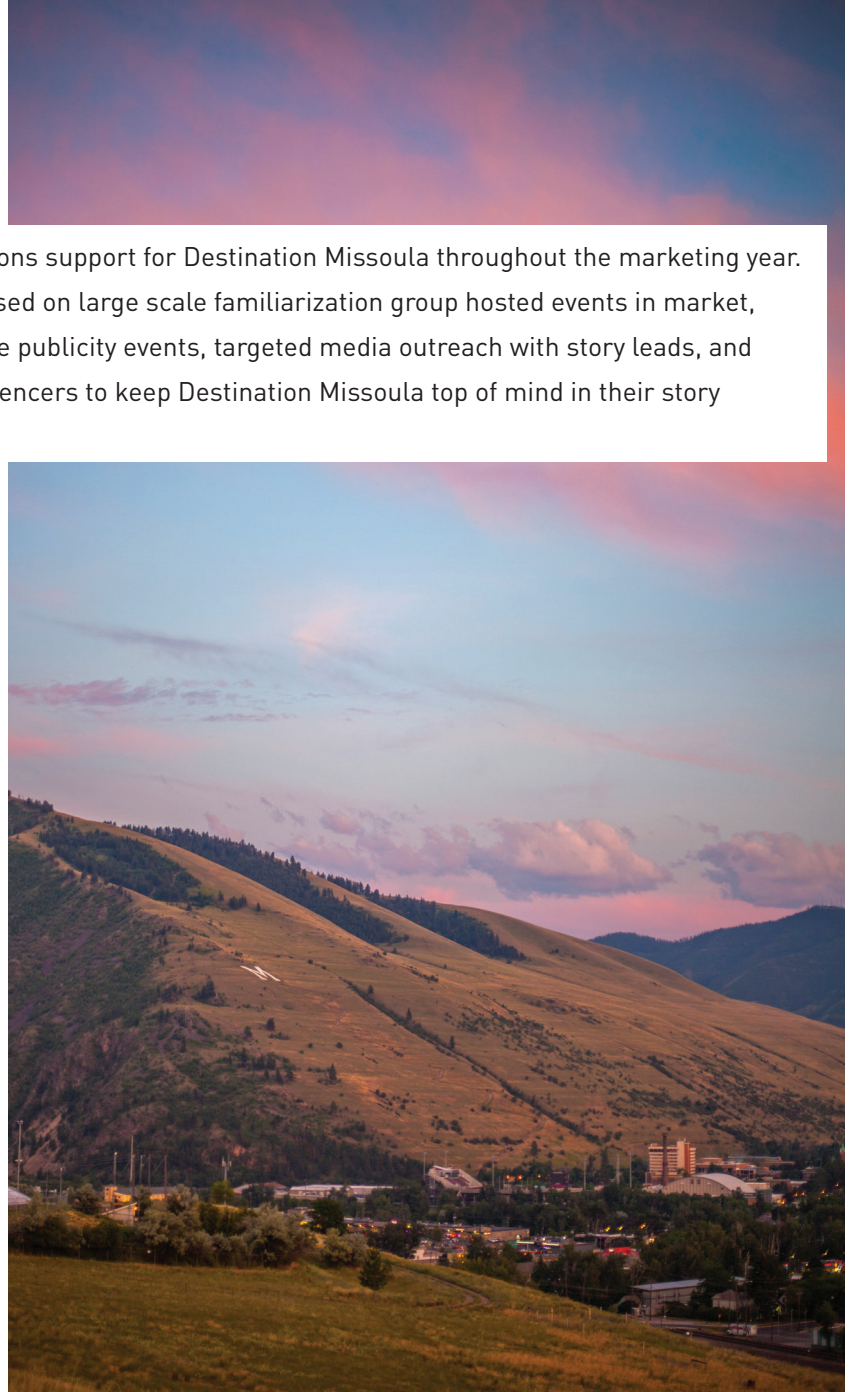 ons support for Destination Missoula throughout the marketing year.
sed on large scale familiarization group hosted events in market,
e publicity events, targeted media outreach with story leads, and
encers to keep Destination Missoula top of mind in their story
M